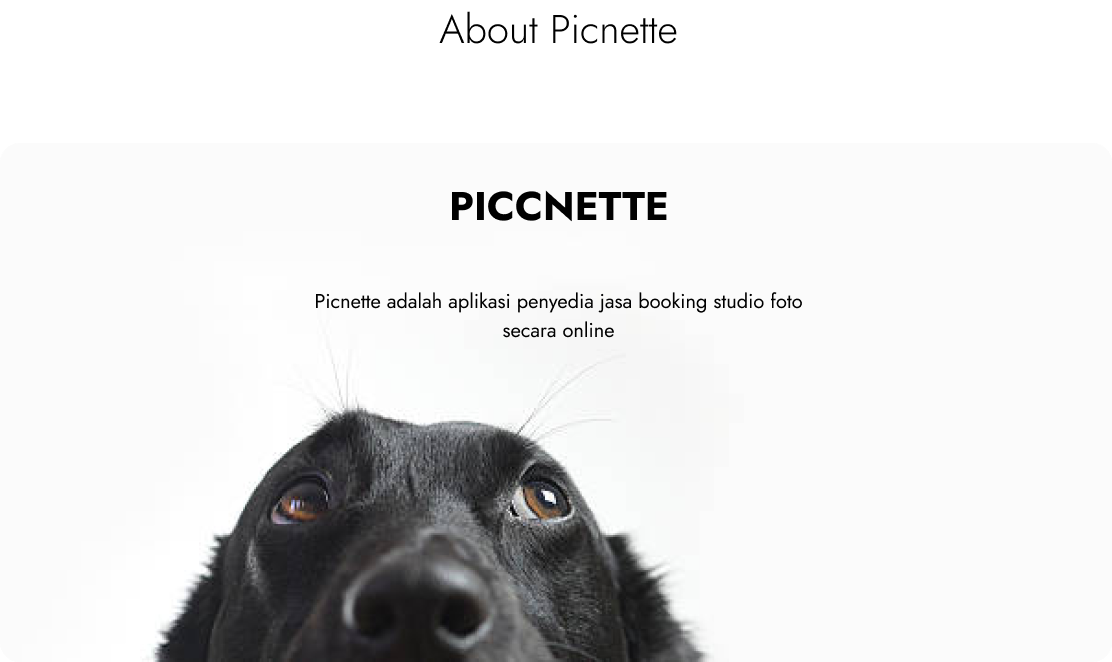 About Picnette
PICCNETTE
Picnette adalah aplikasi penyedia jasa booking studio foto
secara online